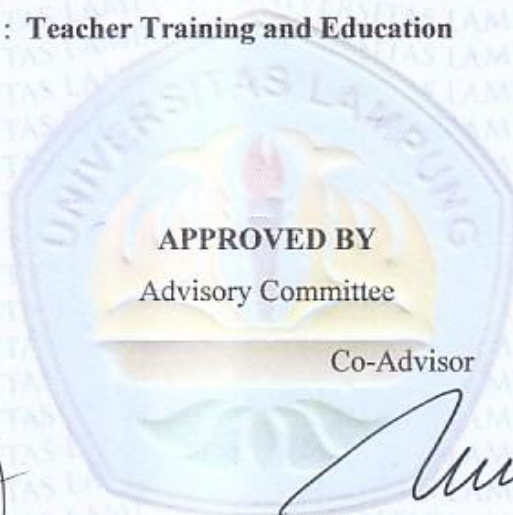 : Teacher Training and Education
UNIVERSITAS LAMPUNG
APPROVED BY
Advisory Committee
Co-Advisor